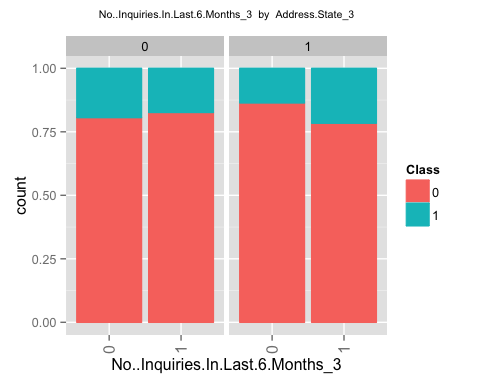 No..Inquiries.In.Last.6.Months_3 by Address.State_3
0 1
1.00
0.75
0.50
0.25
0.00
count
0 1 0 1
No..Inquiries.In.Last.6.Months_3
Class
0
1